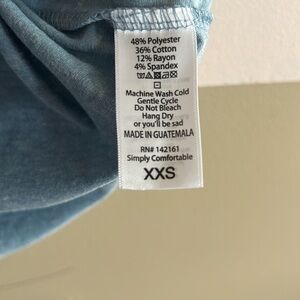 48% Polyester
36% Cotton
12% Rayon
4% Spandex
Machine Wash Cold
Gentle Cycle
Do Not Bleach
Hang Dry
or you'll be sad
MADE IN GUATEMALA
RN# 142161
Simply Comfortable
XXS